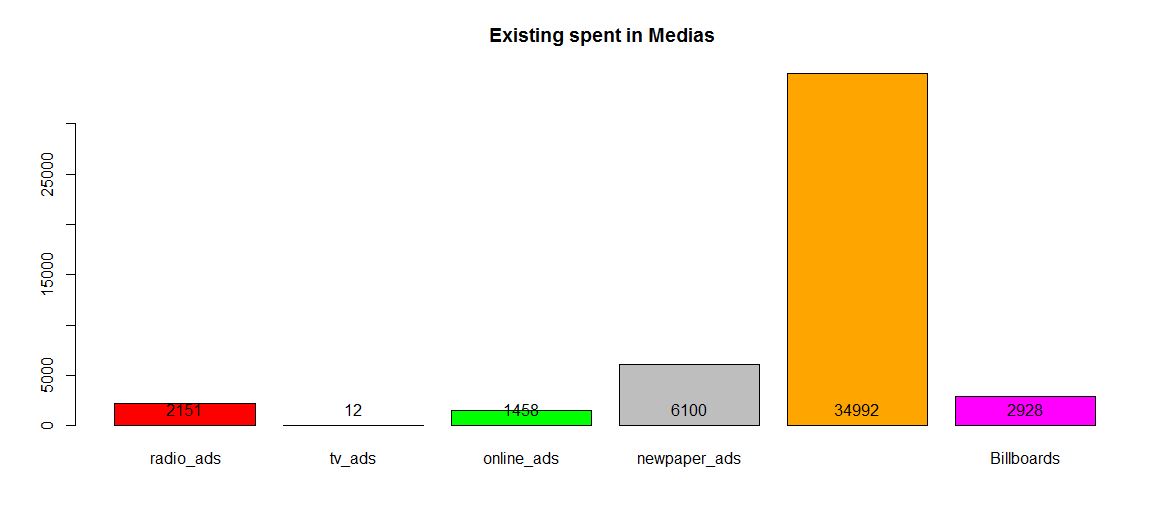 Existing spent in Medias
25000
15000
5000
0
2151
12
1458
6100
34992
2928
radio_ads
tv_ads
online_ads
newpaper_ads
Billboards